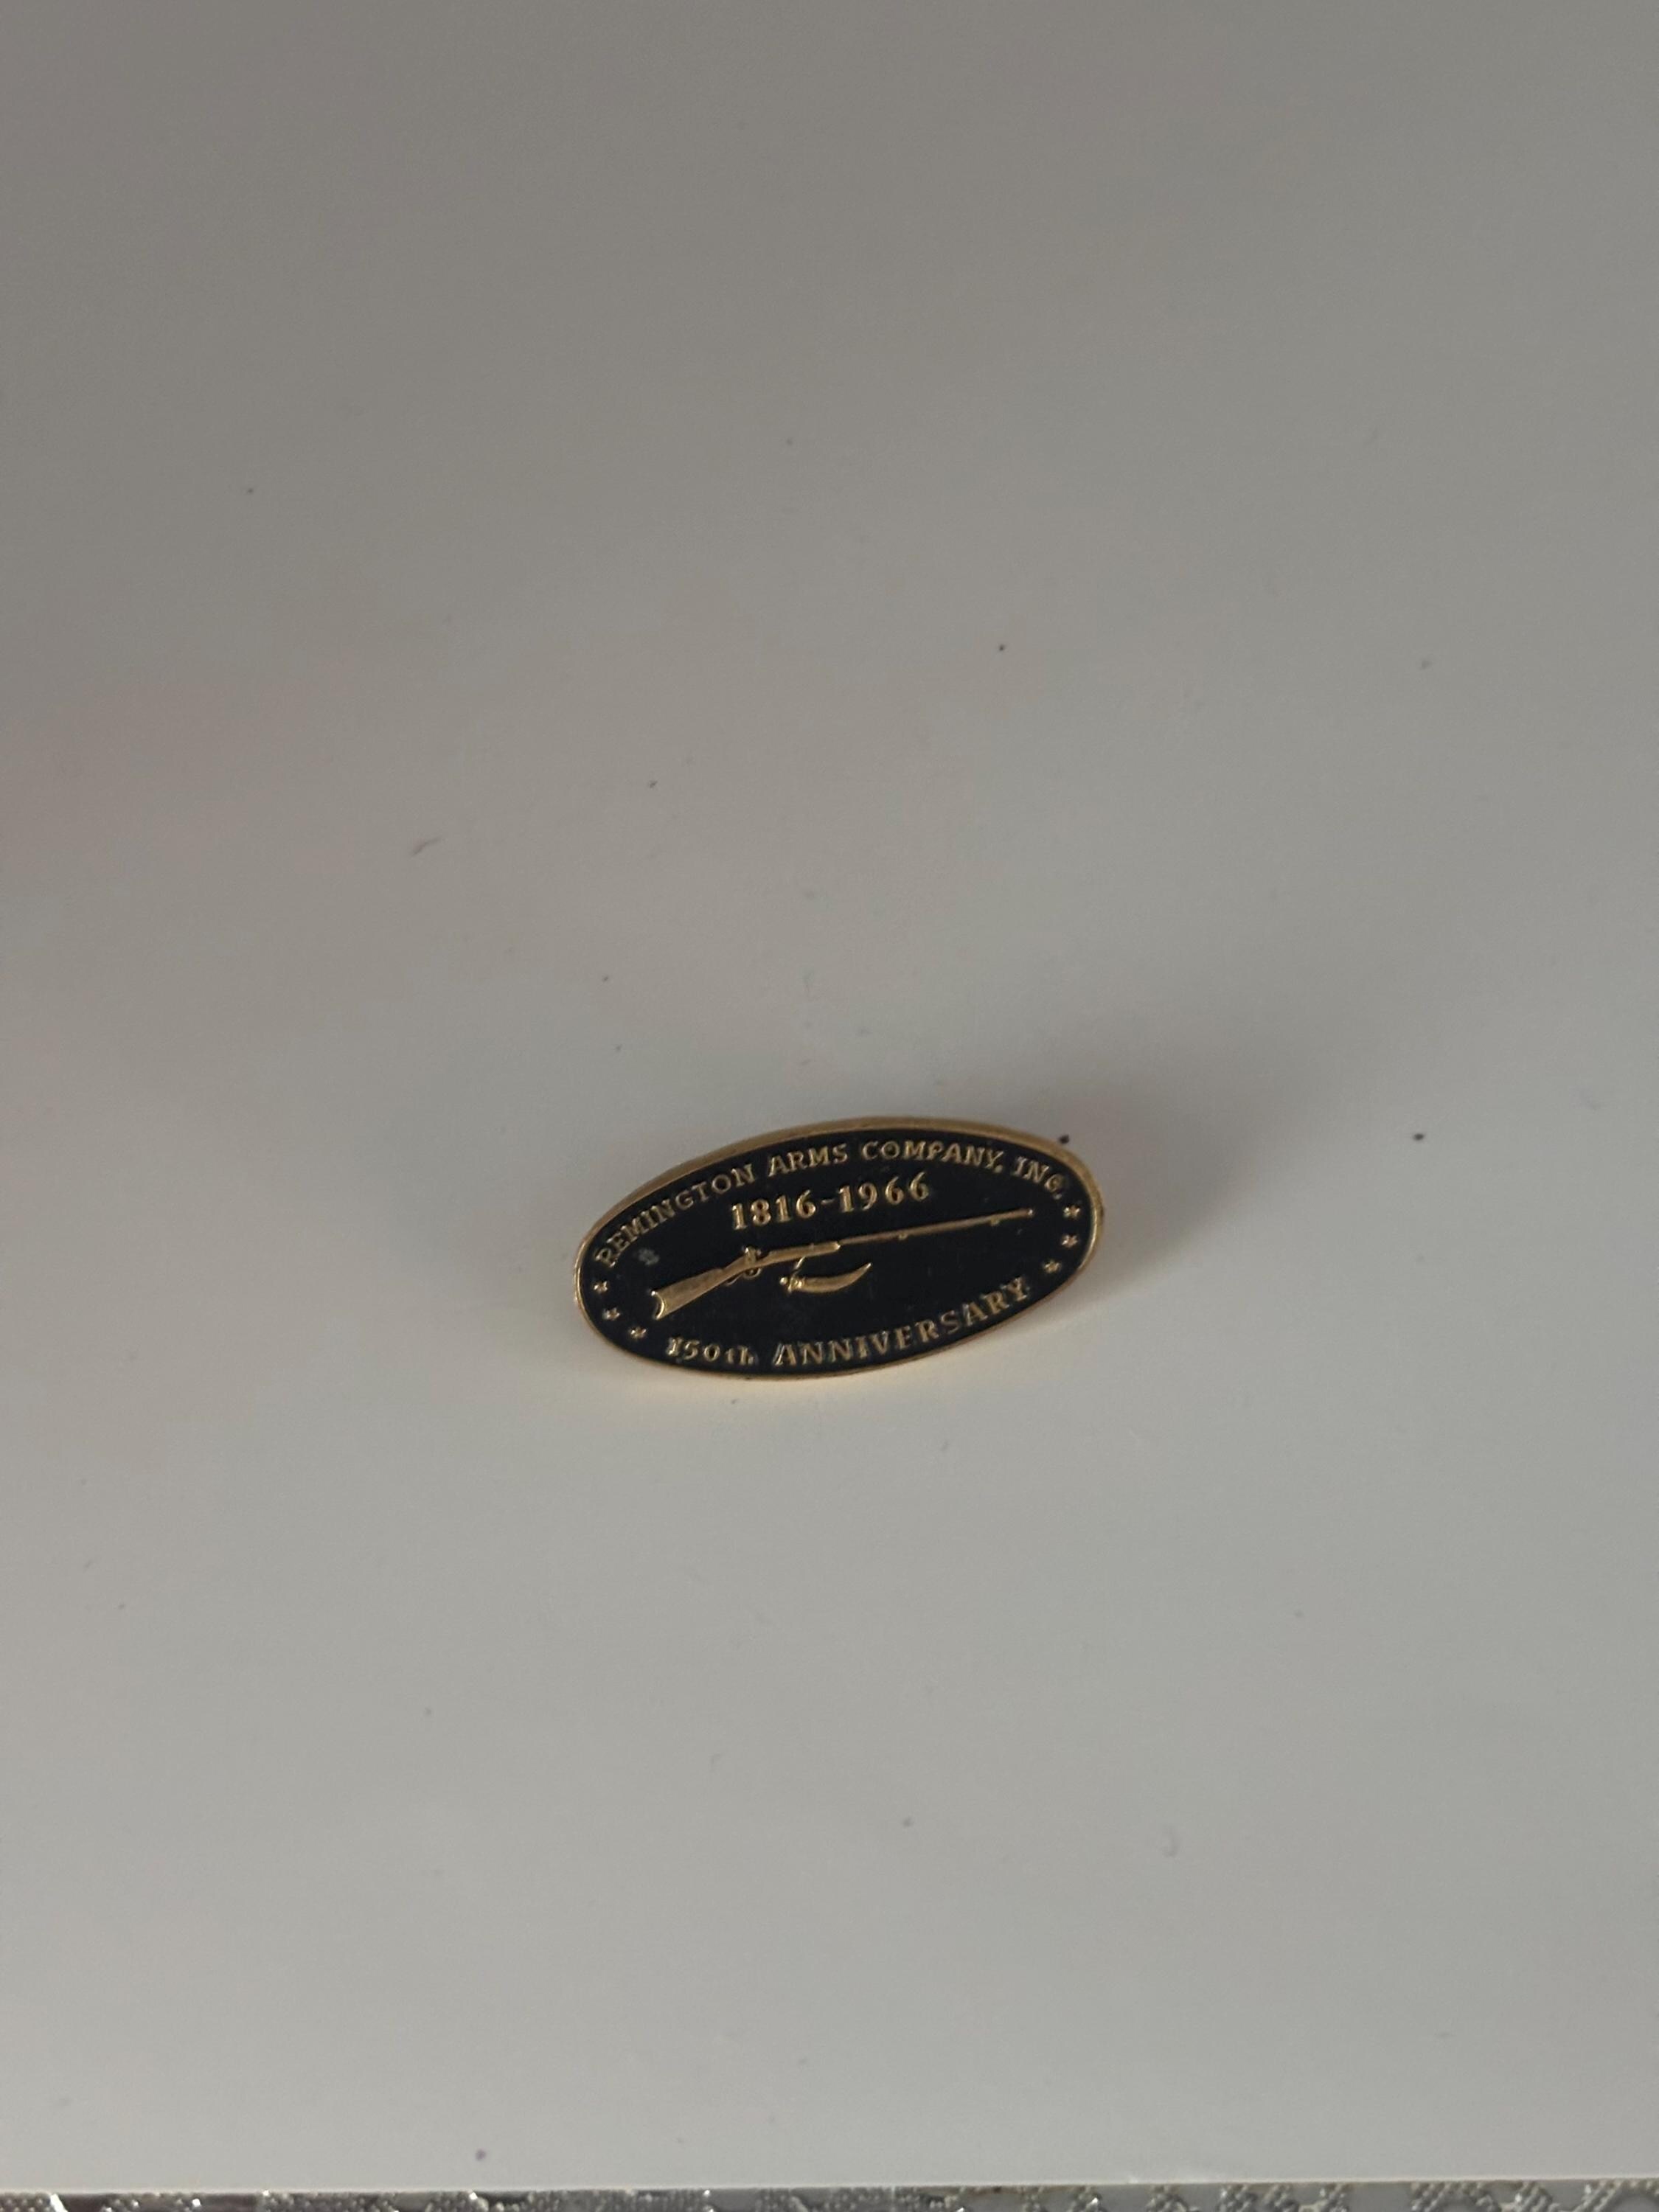 REMINGTON ARMS COMPANY, INC.
1816-1966
150th ANNIVERSARY